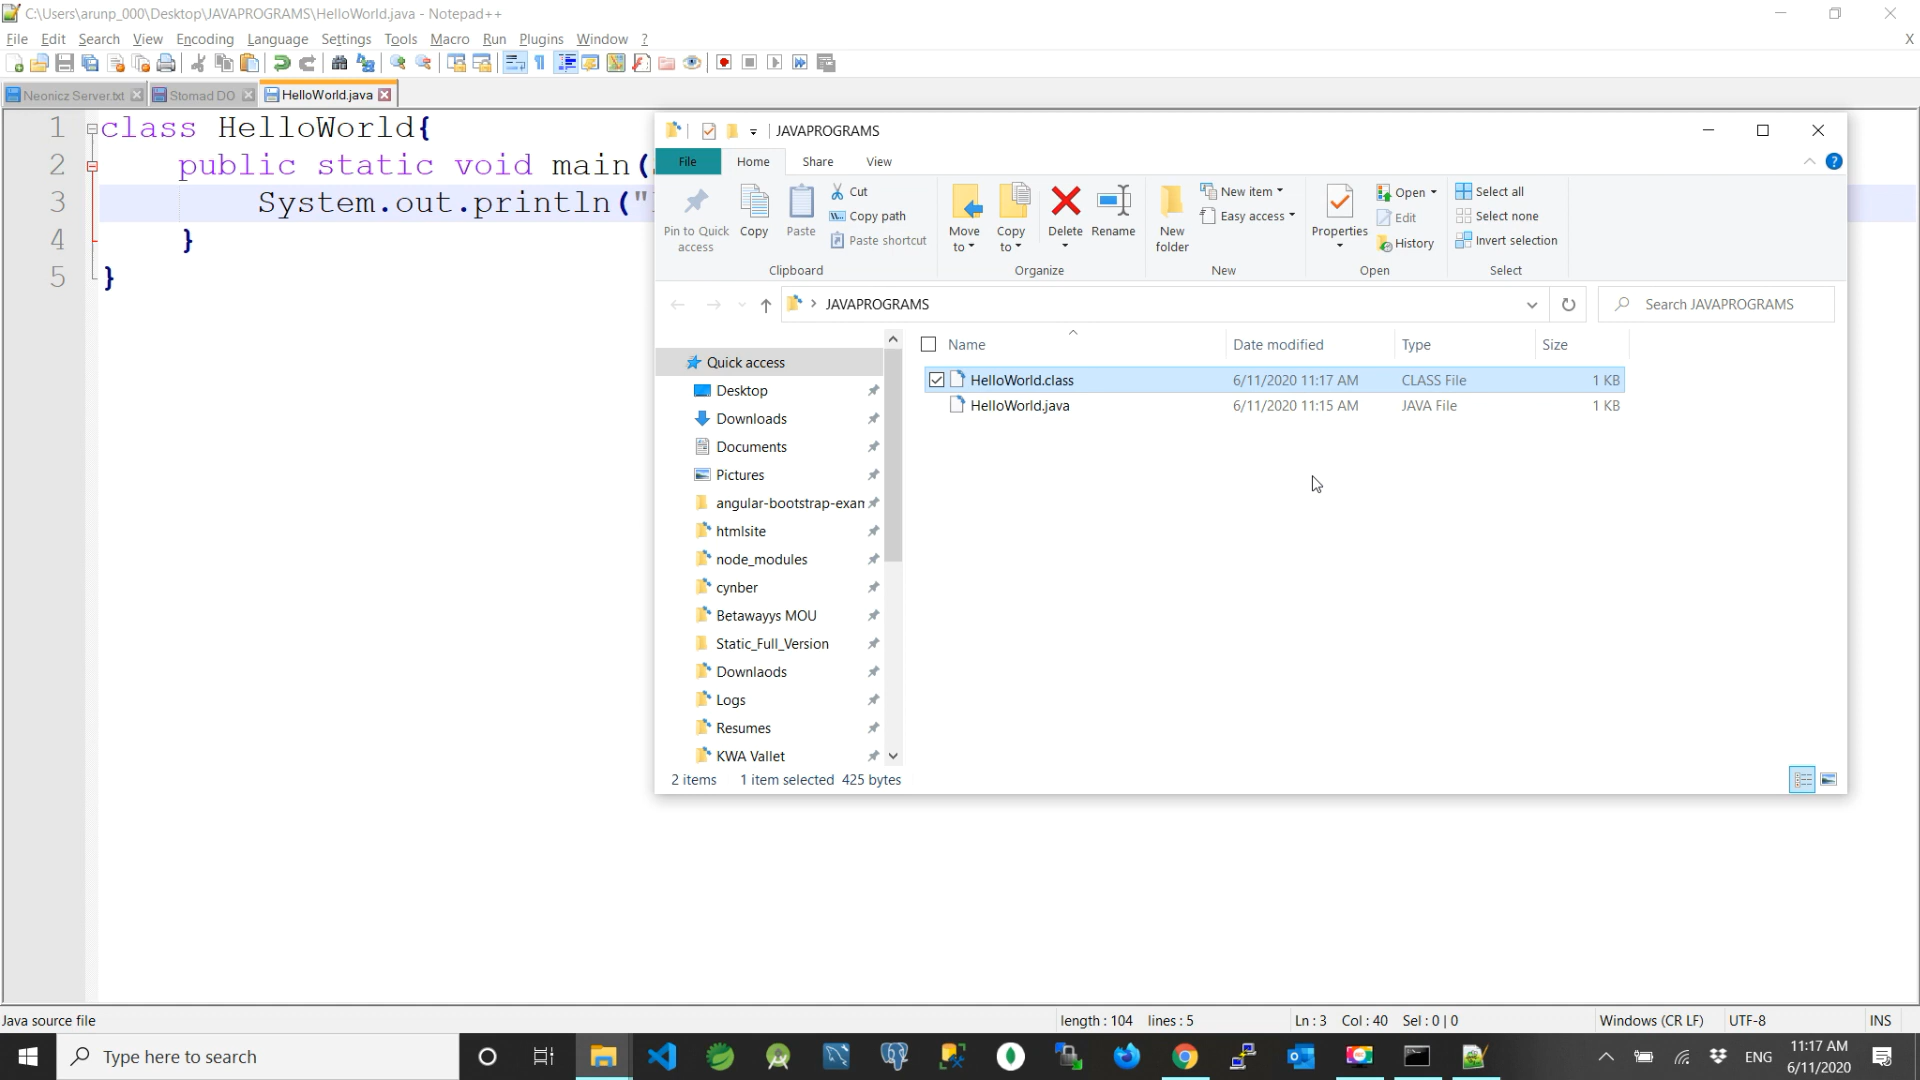 C:\Users\arunp_000\Desktop\JAVAPROGRAMS\HelloWorld.java - Notepad++
File Edit Search View Encoding Language Settings Tools Macro Run Plugins Window ?
X
Neonicz Server.txt Stomad DO HelloWorld.java
1 class HelloWorld{
2 public static void main(
3 System.out.println("
4 }
5 }
JAVAPROGRAMS
File Home Share View
Pin to Quick access
Copy
Paste
Cut
Copy path
Paste shortcut
Clipboard
Move to
Copy to
Delete
Rename
Organize
New folder
New item
Easy access
New
Properties
Open
Edit
History
Open
Select all
Select none
Invert selection
Select
JAVAPROGRAMS
Search JAVAPROGRAMS
Name Date modified Type Size
HelloWorld.class 6/11/2020 11:17 AM CLASS File 1 KB
HelloWorld.java 6/11/2020 11:15 AM JAVA File 1 KB
Quick access
Desktop
Downloads
Documents
Pictures
angular-bootstrap-exan
htmlsite
node_modules
cynber
Betawayys MOU
Static_Full_Version
Downlaods
Logs
Resumes
KWA Vallet
2 items 1 item selected 425 bytes
Java source file length : 104 lines : 5 Ln : 3 Col : 40 Sel : 0 | 0 Windows (CR LF) UTF-8 INS
Type here to search
ENG
11:17 AM
6/11/2020